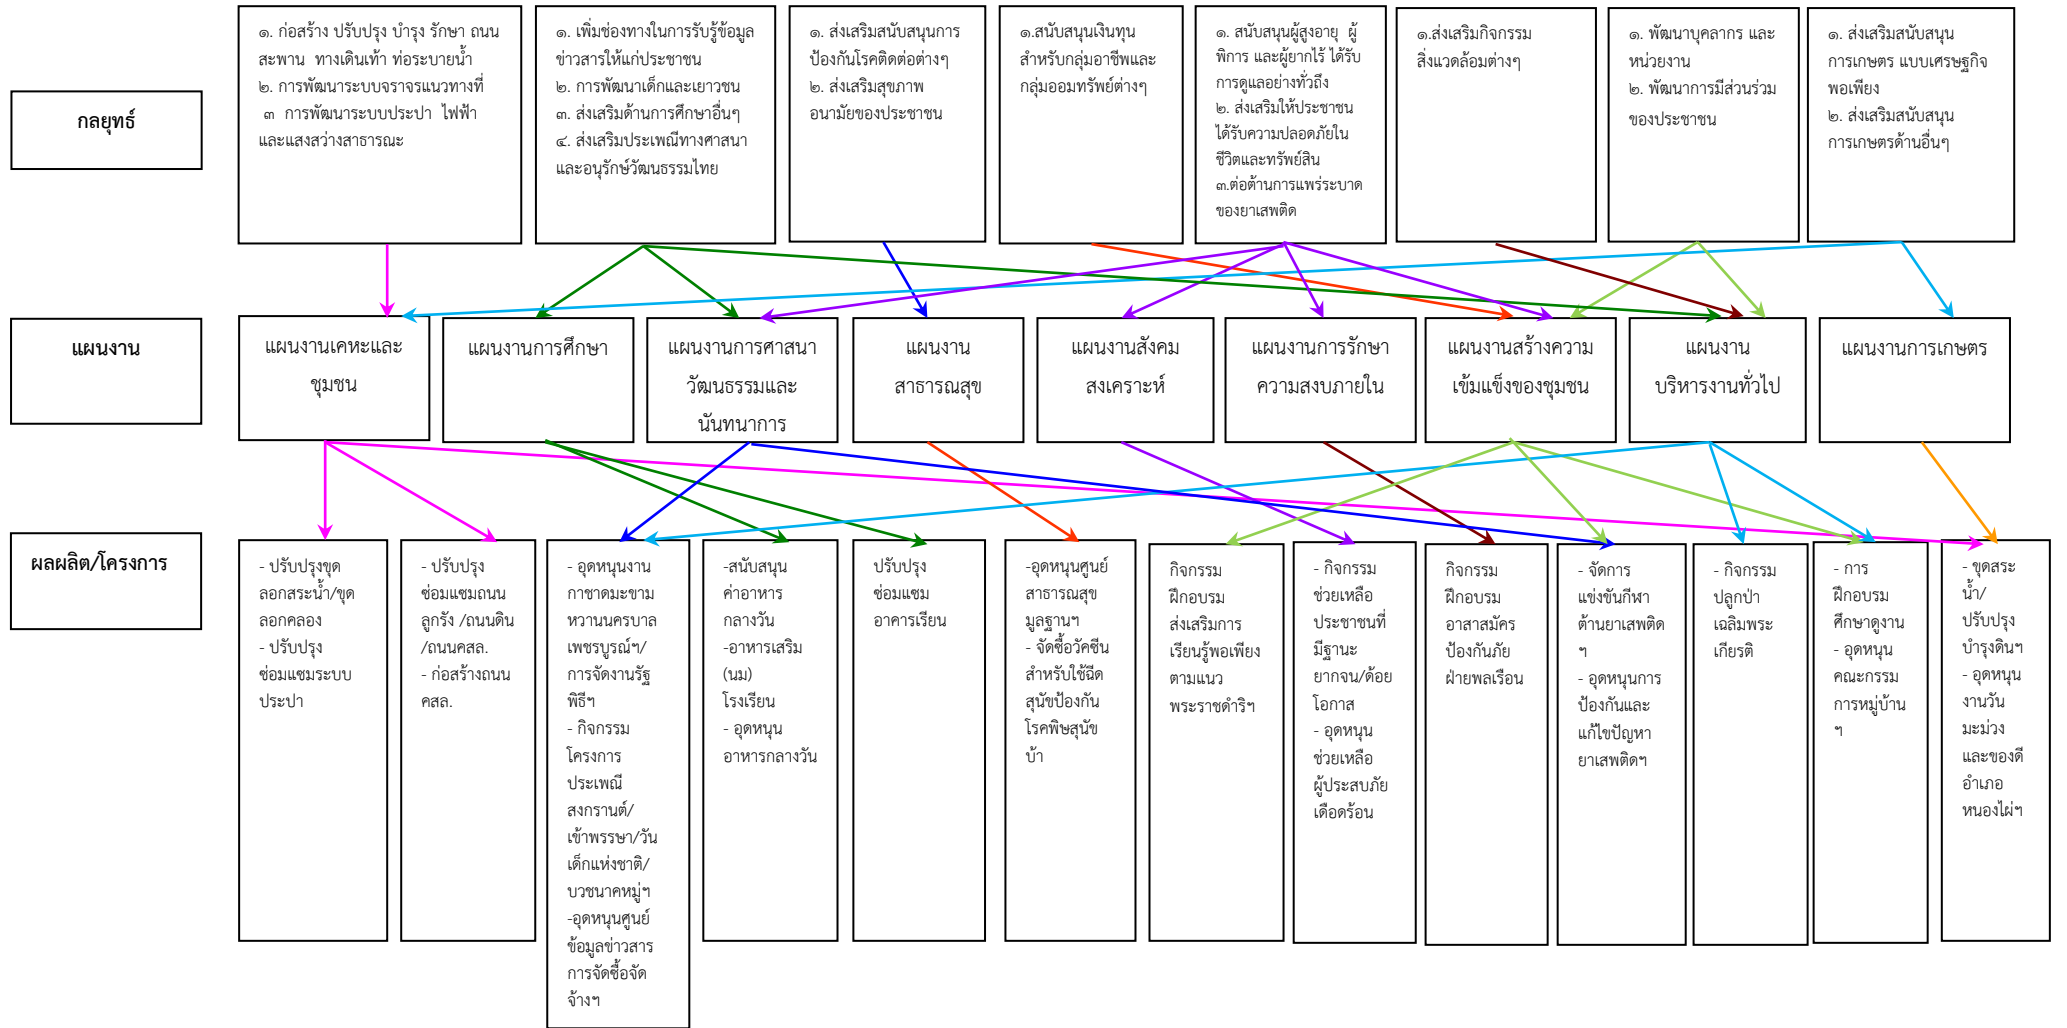 กลยุทธ์
๑. ก่อสร้าง ปรับปรุง บำรุง รักษา ถนน
สะพาน ทางเดินเท้า ท่อระบายน้ำ
๒. การพัฒนาระบบจราจรแนวทางที่
๓ การพัฒนาระบบประปา ไฟฟ้า
และแสงสว่างสาธารณะ
๑. เพิ่มช่องทางในการรับรู้ข้อมูล
ข่าวสารให้แก่ประชาชน
๒. การพัฒนาเด็กและเยาวชน
๓. ส่งเสริมด้านการศึกษาอื่นๆ
๔. ส่งเสริมประเพณีทางศาสนา
และอนุรักษ์วัฒนธรรมไทย
๑. ส่งเสริมสนับสนุนการ
ป้องกันโรคติดต่อต่างๆ
๒. ส่งเสริมสุขภาพ
อนามัยของประชาชน
๑.สนับสนุนเงินทุน
สำหรับกลุ่มอาชีพและ
กลุ่มออมทรัพย์ต่างๆ
๑. สนับสนุนผู้สูงอายุ ผู้
พิการ และผู้ยากไร้ ได้รับ
การดูแลอย่างทั่วถึง
๒. ส่งเสริมให้ประชาชน
ได้รับความปลอดภัยใน
ชีวิตและทรัพย์สิน
๓.ต่อต้านการแพร่ระบาด
ของยาเสพติด
๑.ส่งเสริมกิจกรรม
สิ่งแวดล้อมต่างๆ
๑. พัฒนาบุคลากร และ
หน่วยงาน
๒. พัฒนาการมีส่วนร่วม
ของประชาชน
๑. ส่งเสริมสนับสนุน
การเกษตร แบบเศรษฐกิจ
พอเพียง
๒. ส่งเสริมสนับสนุน
การเกษตรด้านอื่นๆ
แผนงาน
แผนงานเคหะและ
ชุมชน
แผนงานการศึกษา
แผนงานการศาสนา
วัฒนธรรมและ
นันทนาการ
แผนงาน
สาธารณสุข
แผนงานสังคม
สงเคราะห์
แผนงานการรักษา
ความสงบภายใน
แผนงานสร้างความ
เข้มแข็งของชุมชน
แผนงาน
บริหารงานทั่วไป
แผนงานการเกษตร
ผลผลิต/โครงการ
- ปรับปรุงขุด
ลอกสระน้ำ/ขุด
ลอกคลอง
- ปรับปรุง
ซ่อมแซมระบบ
ประปา
- ปรับปรุง
ซ่อมแซมถนน
ลูกรัง /ถนนดิน
/ถนนคสล.
- ก่อสร้างถนน
คสล.
- อุดหนุนงาน
กาชาดมะขาม
หวานนครบาล
เพชรบูรณ์ฯ/
การจัดงานรัฐ
พิธีฯ
- กิจกรรม
โครงการ
ประเพณี
สงกรานต์/
เข้าพรรษา/วัน
เด็กแห่งชาติ/
บวชนาคหมู่ฯ
-อุดหนุนศูนย์
ข้อมูลข่าวสาร
การจัดซื้อจัด
จ้างฯ
-สนับสนุน
ค่าอาหาร
กลางวัน
-อาหารเสริม
(นม)
โรงเรียน
- อุดหนุน
อาหารกลางวัน
ปรับปรุง
ซ่อมแซม
อาคารเรียน
-อุดหนุนศูนย์
สาธารณสุข
มูลฐานฯ
- จัดซื้อวัคซีน
สำหรับใช้ฉีด
สุนัขป้องกัน
โรคพิษสุนัข
บ้า
กิจกรรม
ฝึกอบรม
ส่งเสริมการ
เรียนรู้พอเพียง
ตามแนว
พระราชดำริฯ
- กิจกรรม
ช่วยเหลือ
ประชาชนที่
มีฐานะ
ยากจน/ด้อย
โอกาส
- อุดหนุน
ช่วยเหลือ
ผู้ประสบภัย
เดือดร้อน
กิจกรรม
ฝึกอบรม
อาสาสมัคร
ป้องกันภัย
ฝ่ายพลเรือน
- จัดการ
แข่งขันกีฬา
ต้านยาเสพติด
ฯ
- อุดหนุนการ
ป้องกันและ
แก้ไขปัญหา
ยาเสพติดฯ
- กิจกรรม
ปลูกป่า
เฉลิมพระ
เกียรติ
- การ
ฝึกอบรม
ศึกษาดูงาน
- อุดหนุน
คณะกรรม
การหมู่บ้าน
ฯ
- ขุดสระ
น้ำ/
ปรับปรุง
บำรุงดินฯ
- อุดหนุน
งานวัน
มะม่วง
และของดี
อำเภอ
หนองไผ่ฯ